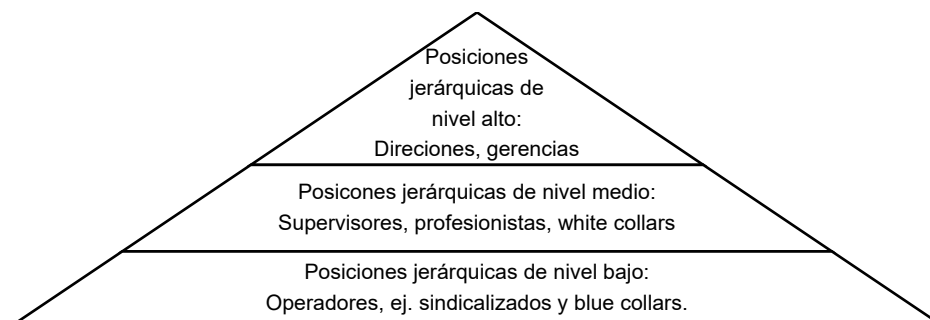 Posiciones
jerárquicas de
nivel alto:
Direciones, gerencias
Posicones jerárquicas de nivel medio:
Supervisores, profesionistas, white collars
Posiciones jerárquicas de nivel bajo:
Operadores, ej. sindicalizados y blue collars.